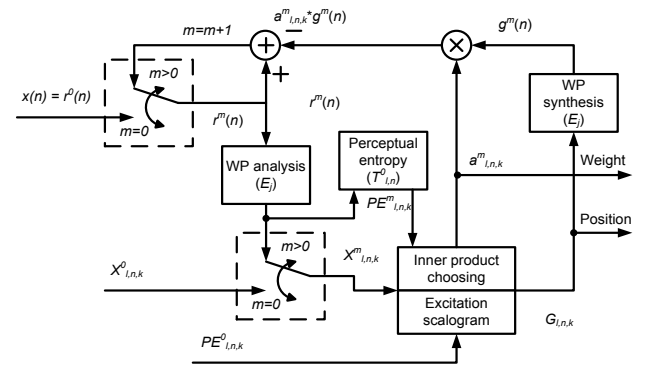 a^m_{l,n,k}*g^m(n)
m=m+1
g^m(n)
−
+
×
+
m>0
x(n) = r^0(n)
m=0
r^m(n)
r^m(n)
WP
synthesis
(E_j)
Perceptual
entropy
(T^0_{l,n})
WP analysis
(E_j)
a^m_{l,n,k}
Weight
PE^m_{l,n,k}
Position
m>0
X^m_{l,n,k}
X^0_{l,n,k}
m=0
Inner product
choosing
Excitation
scalogram
G_{l,n,k}
PE^0_{l,n,k}